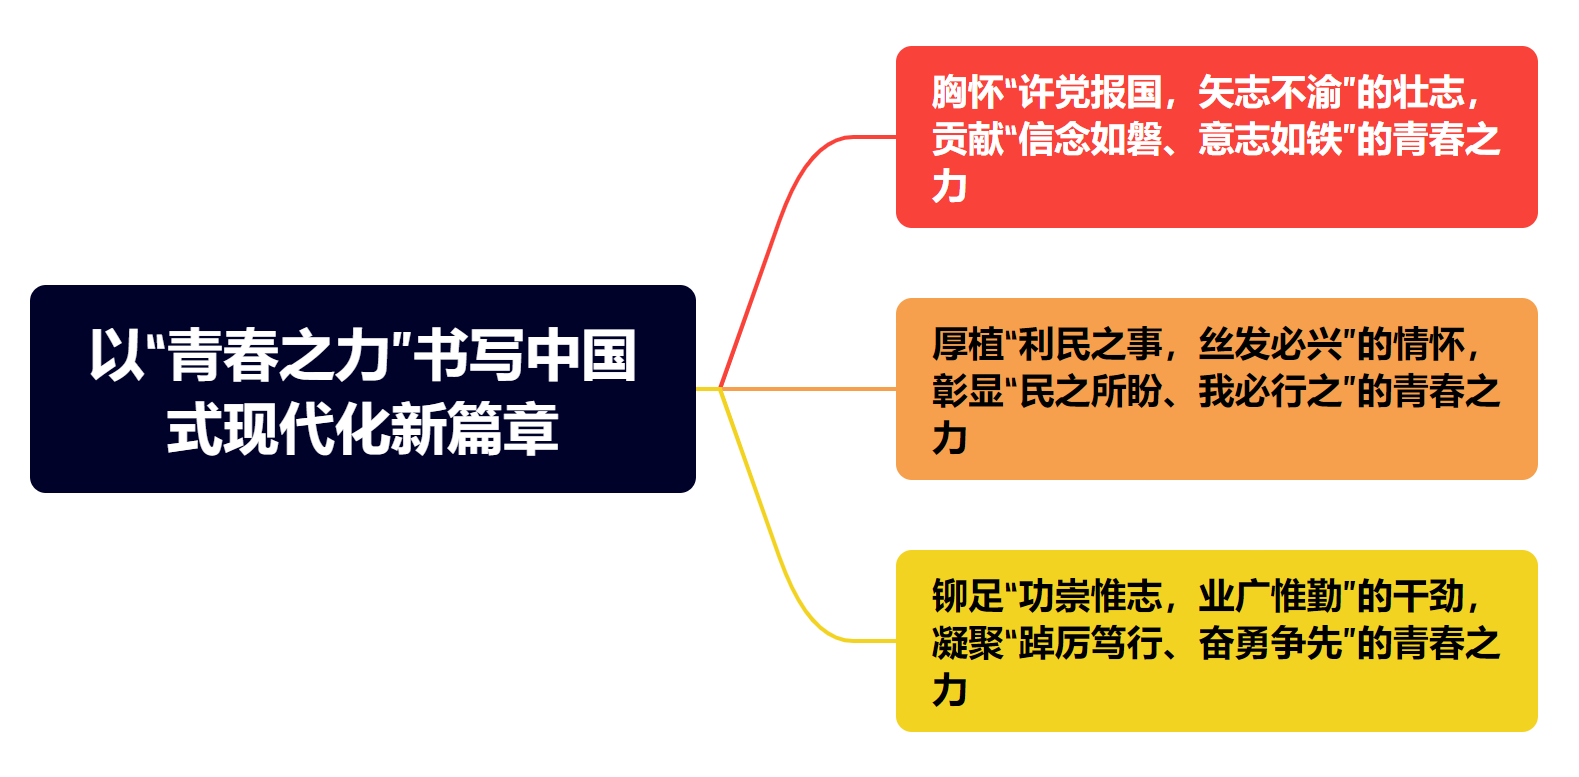 以“青春之力”书写中国
式现代化新篇章
胸怀“许党报国，矢志不渝”的壮志，
贡献“信念如磐、意志如铁”的青春之
力
厚植“利民之事，丝发必兴”的情怀，
彰显“民之所盼、我必行之”的青春之
力
铆足“功崇惟志，业广惟勤”的干劲，
凝聚“踔厉笃行、奋勇争先”的青春之
力